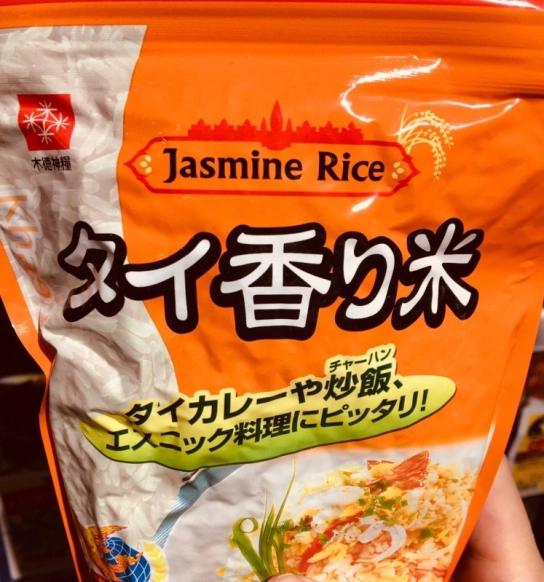 木徳神糧
Jasmine Rice
タイ香り米
チャーハン
タイカレーや炒飯、
エスニック料理にピッタリ!